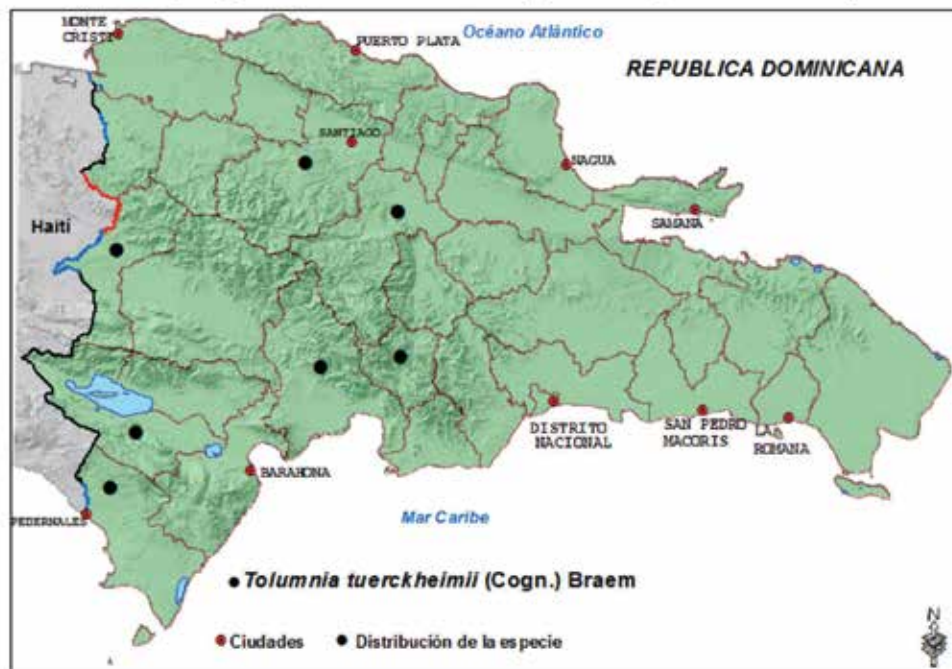 MONTE
CRISTI
PUERTO PLATA
Océano Atlántico
REPUBLICA DOMINICANA
SANTIAGO
NAGUA
SAMANA
Haití
DISTRITO
NACIONAL
SAN PEDRO
MACORIS
LA
ROMANA
BARAHONA
PEDERNALES
Mar Caribe
Tolumnia tuerckheimii (Cogn.) Braem
Ciudades
Distribución de la especie
N